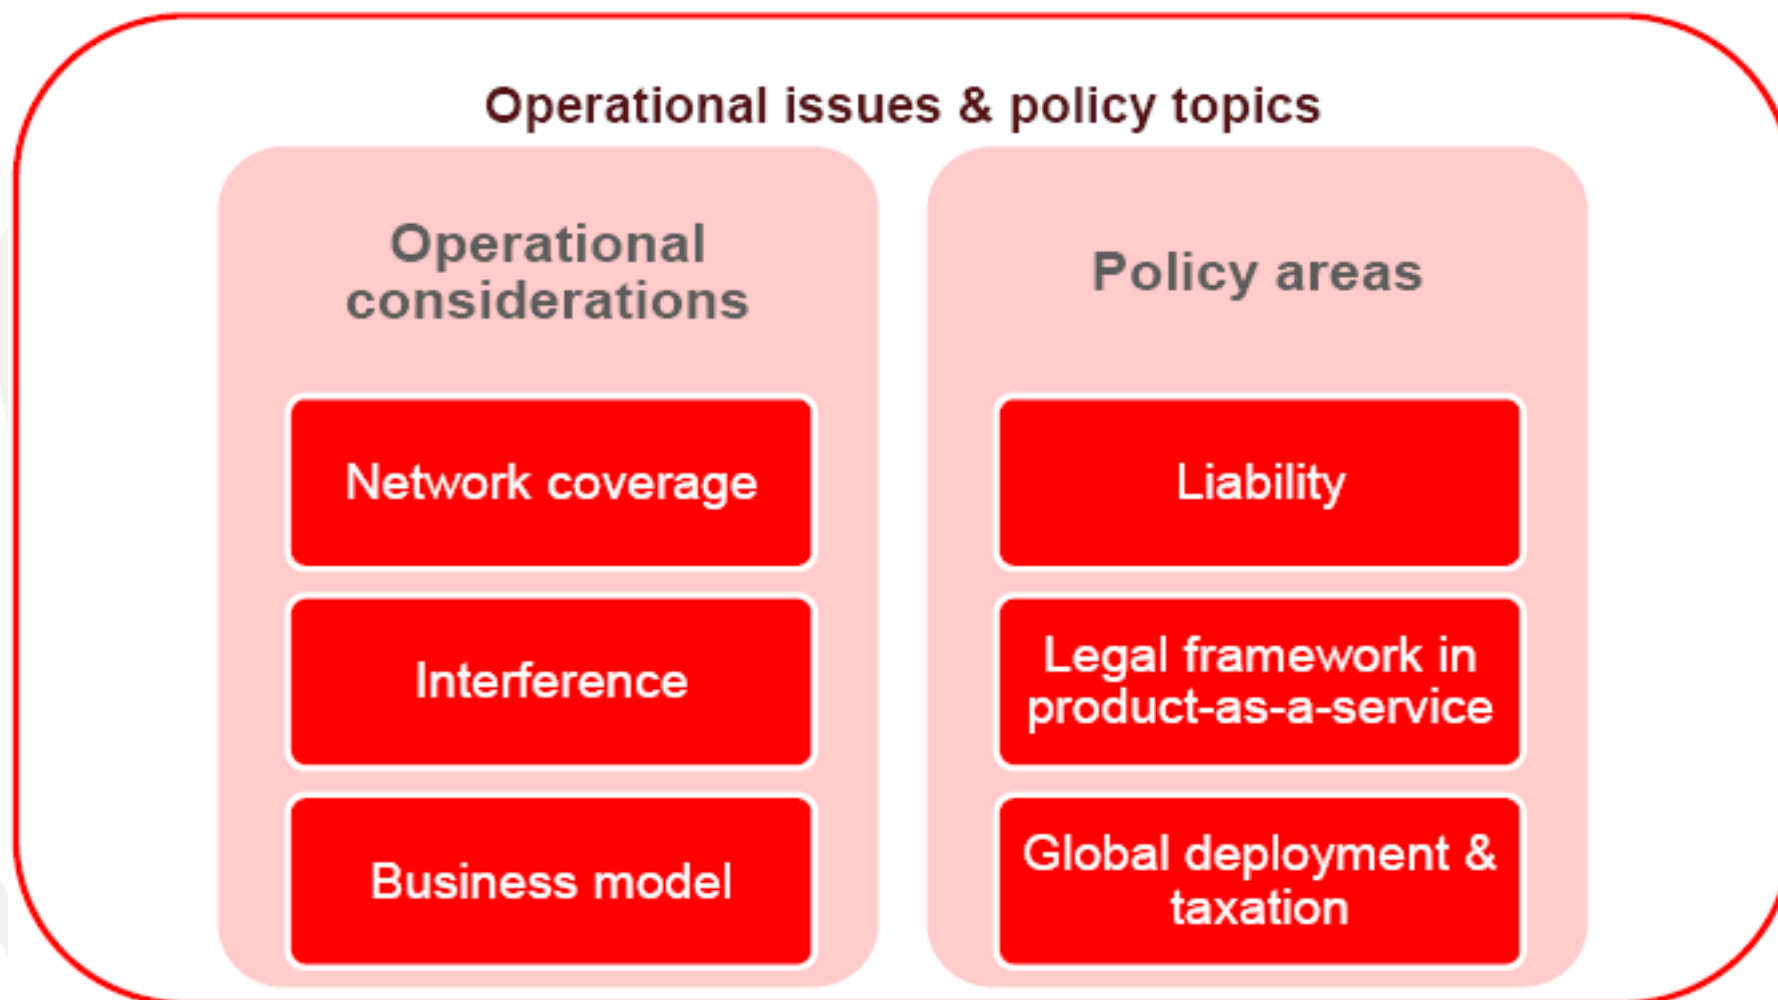 Operational issues & policy topics
Operational
considerations
Network coverage
Interference
Business model
Policy areas
Liability
Legal framework in
product-as-a-service
Global deployment &
taxation